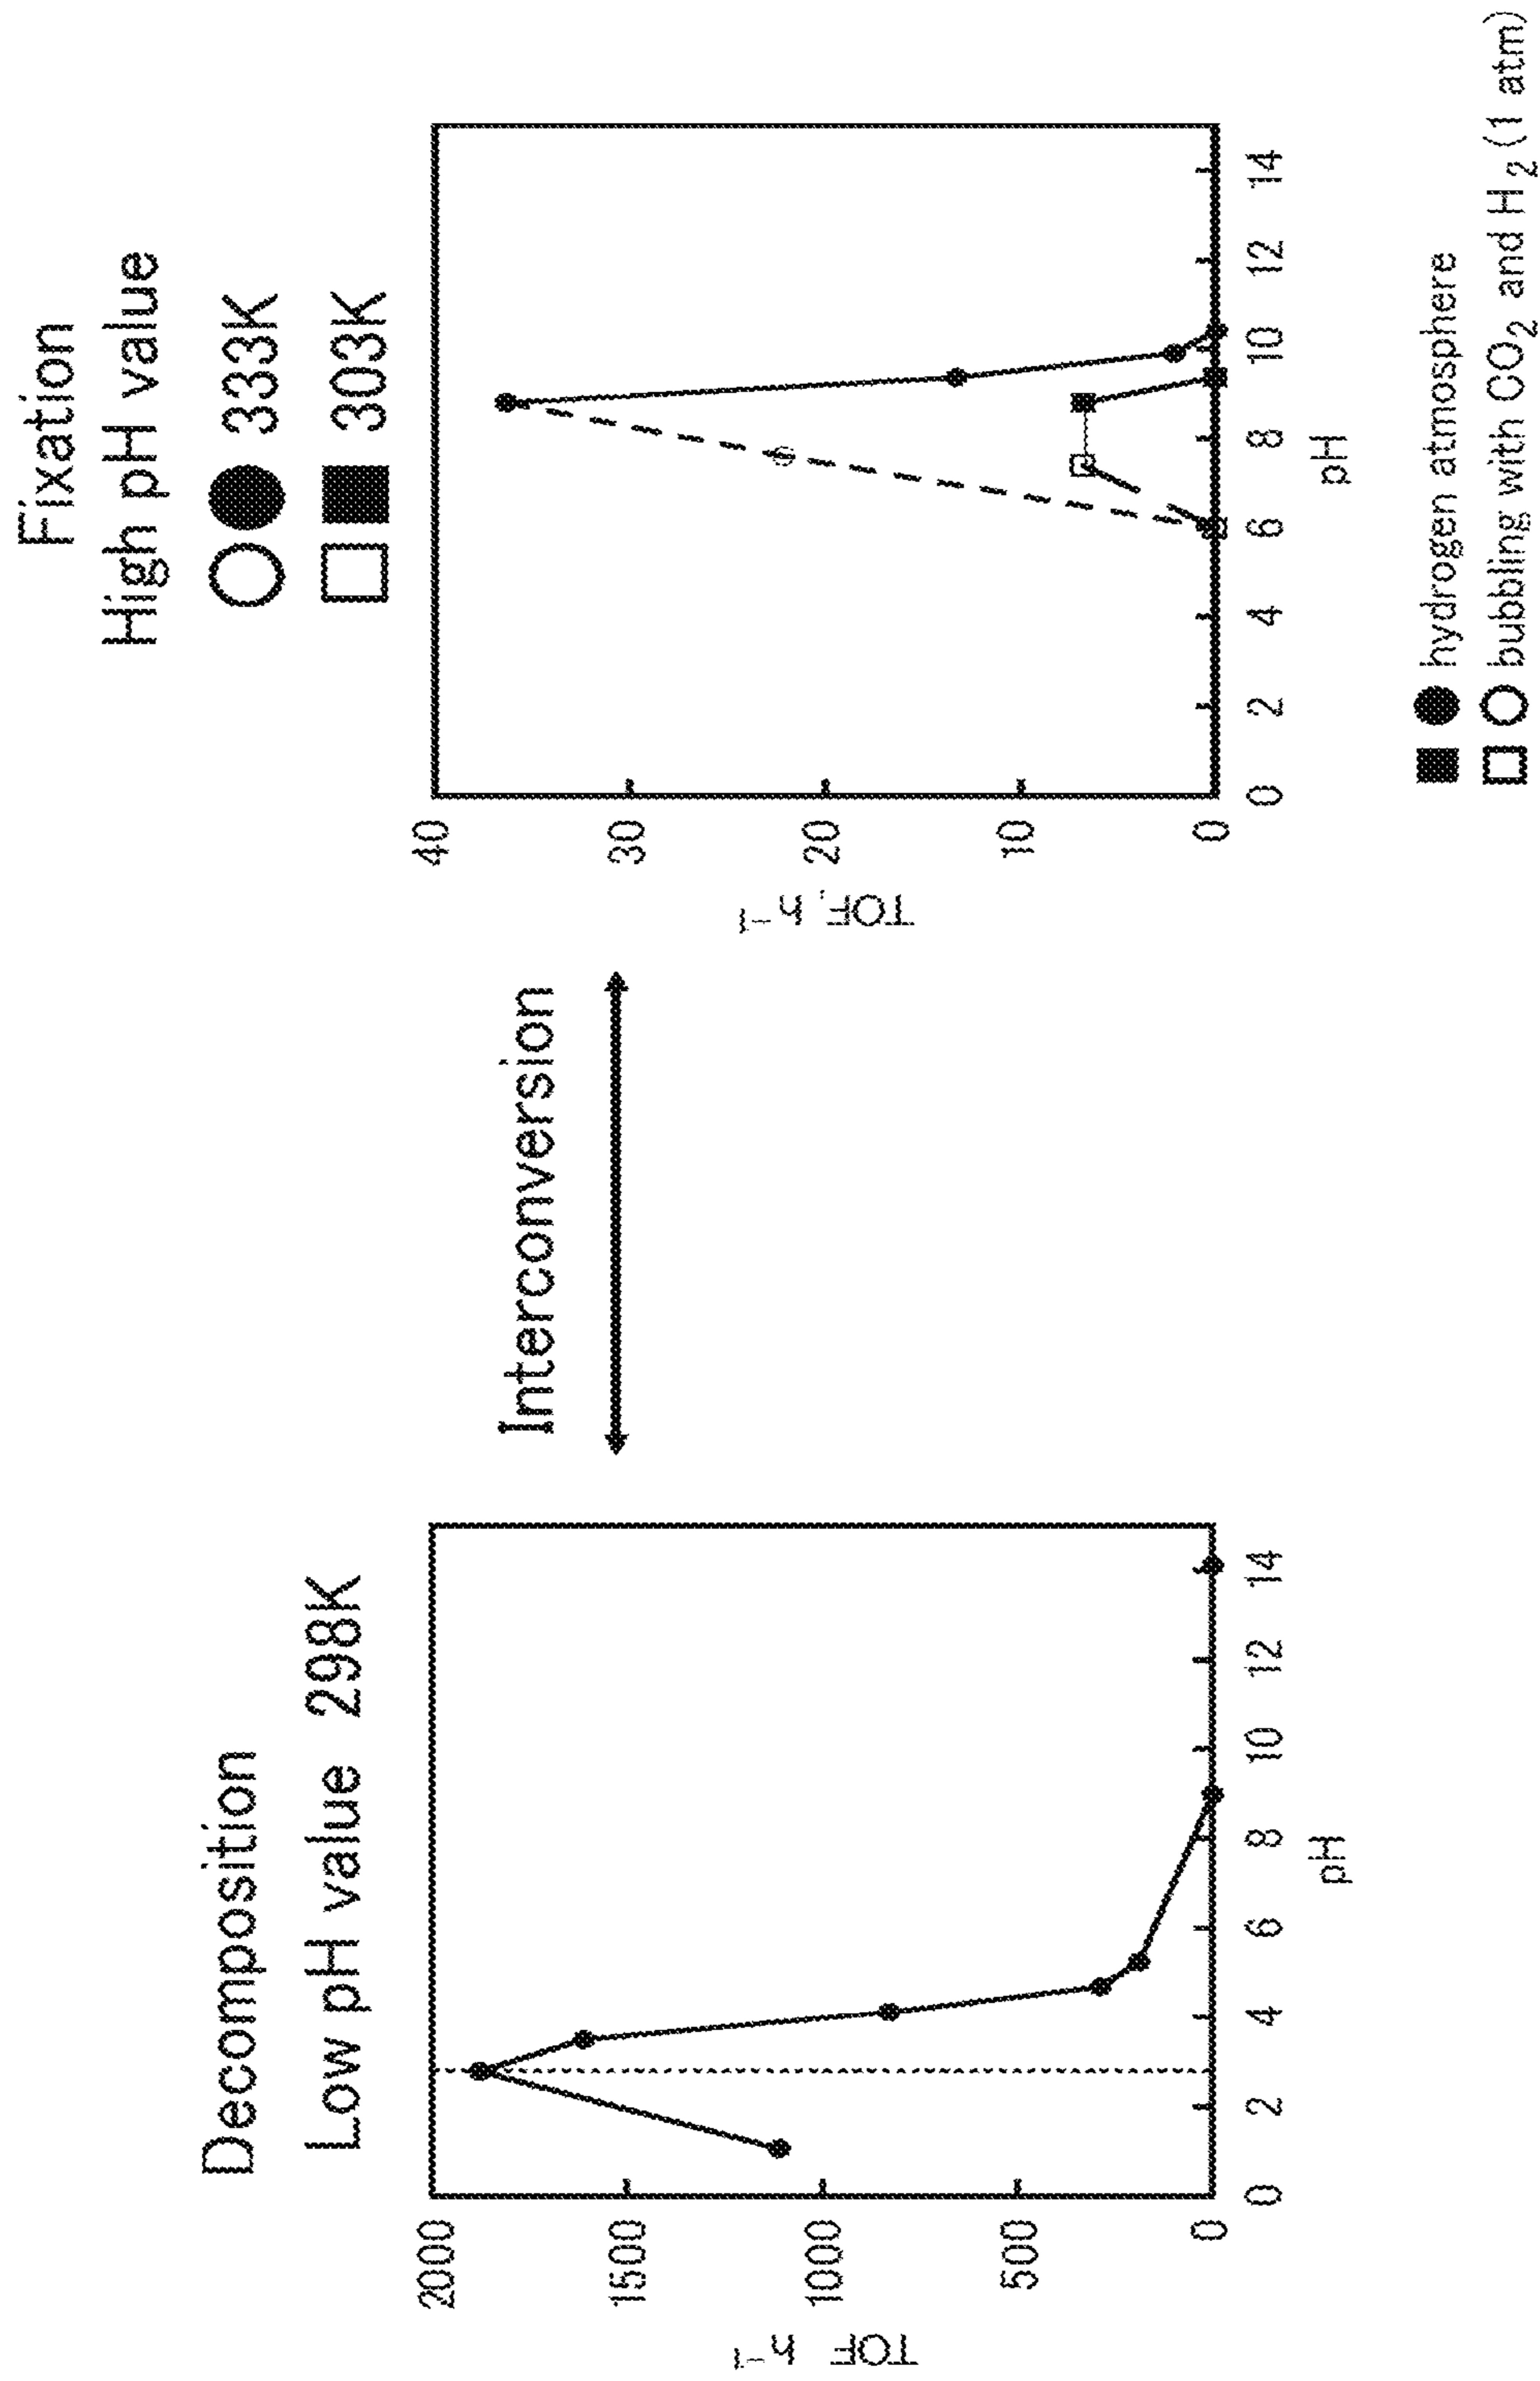 Decomposition
Low pH value 298K
2000
1500
1000
500
0
TOF h⁻¹
0 2 4 6 8 10 12 14
pH
Interconversion
Fixation
High pH value
333K
303K
40
30
20
10
0
TOF, h⁻¹
0 2 4 6 8 10 12 14
pH
hydrogen atmosphere
bubbling with CO₂ and H₂ (1 atm)